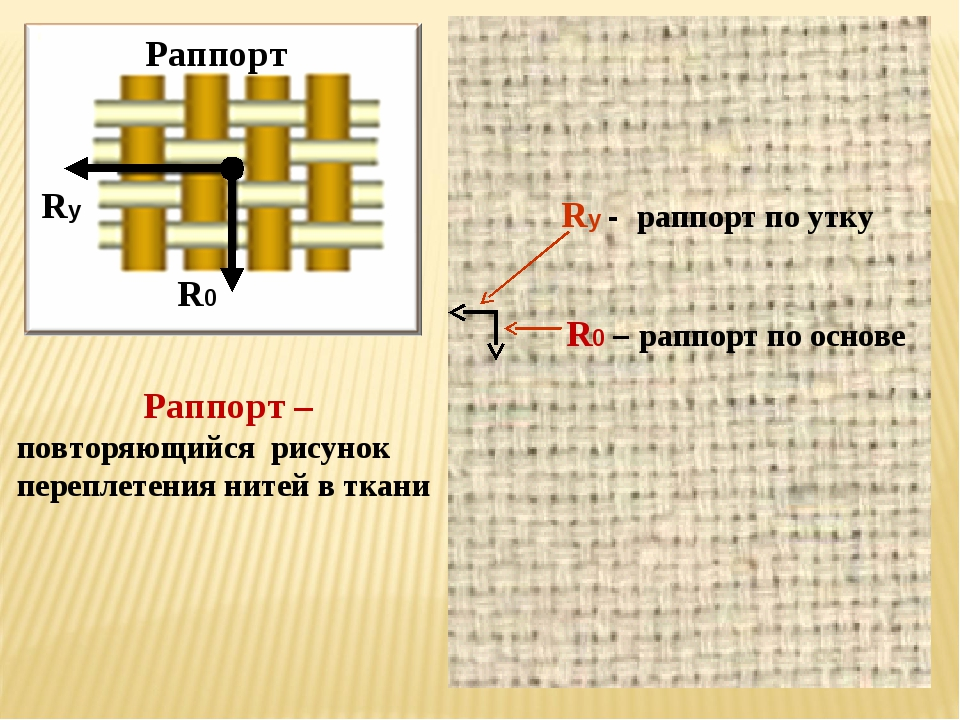 Раппорт
Rу
R0
Раппорт –
повторяющийся рисунок
переплетения нитей в ткани
Rу - раппорт по утку
R0 – раппорт по основе